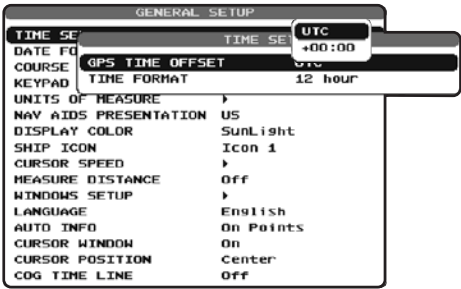 GENERAL SETUP
TIME SE
DATE FO
COURSE
KEYPAD
UNITS OF MEASURE
NAV AIDS PRESENTATION US
DISPLAY COLOR SunLight
SHIP ICON Icon 1
CURSOR SPEED
MEASURE DISTANCE Off
WINDOWS SETUP
LANGUAGE English
AUTO INFO On Points
CURSOR WINDOW On
CURSOR POSITION Center
COG TIME LINE Off
TIME SE
GPS TIME OFFSET UTC
TIME FORMAT 12 hour
UTC
+00:00